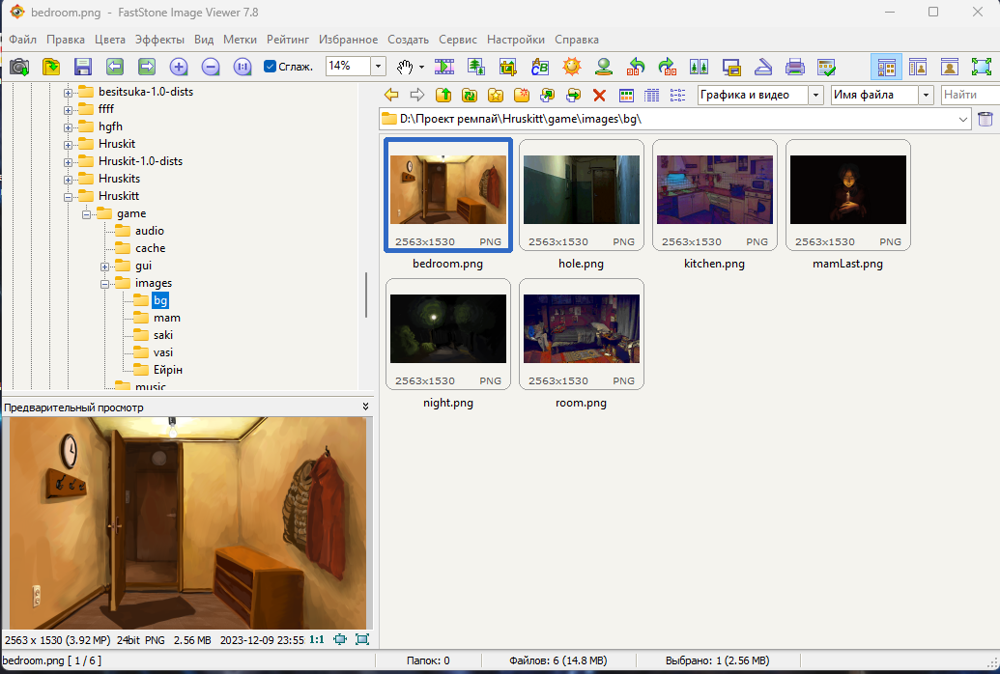 bedroom.png - FastStone Image Viewer 7.8
Файл Правка Цвета Эффекты Вид Метки Рейтинг Избранное Создать Сервис Настройки Справка
Сглаж. 14%
besitsuka-1.0-dists
ffff
hgfh
Hruskit
Hruskit-1.0-dists
Hruskits
Hruskitt
game
audio
cache
gui
images
bg
mam
saki
vasi
Ейрін
music
Графика и видео Имя файла Найти
D:\Проект ремпай\Hruskitt\game\images\bg\
2563x1530 PNG
bedroom.png
2563x1530 PNG
hole.png
2563x1530 PNG
kitchen.png
2563x1530 PNG
mamLast.png
2563x1530 PNG
night.png
2563x1530 PNG
room.png
Предварительный просмотр
2563 x 1530 (3.92 MP) 24bit PNG 2.56 MB 2023-12-09 23:55 1:1
bedroom.png [ 1 / 6 ] Папок: 0 Файлов: 6 (14.8 MB) Выбрано: 1 (2.56 MB)